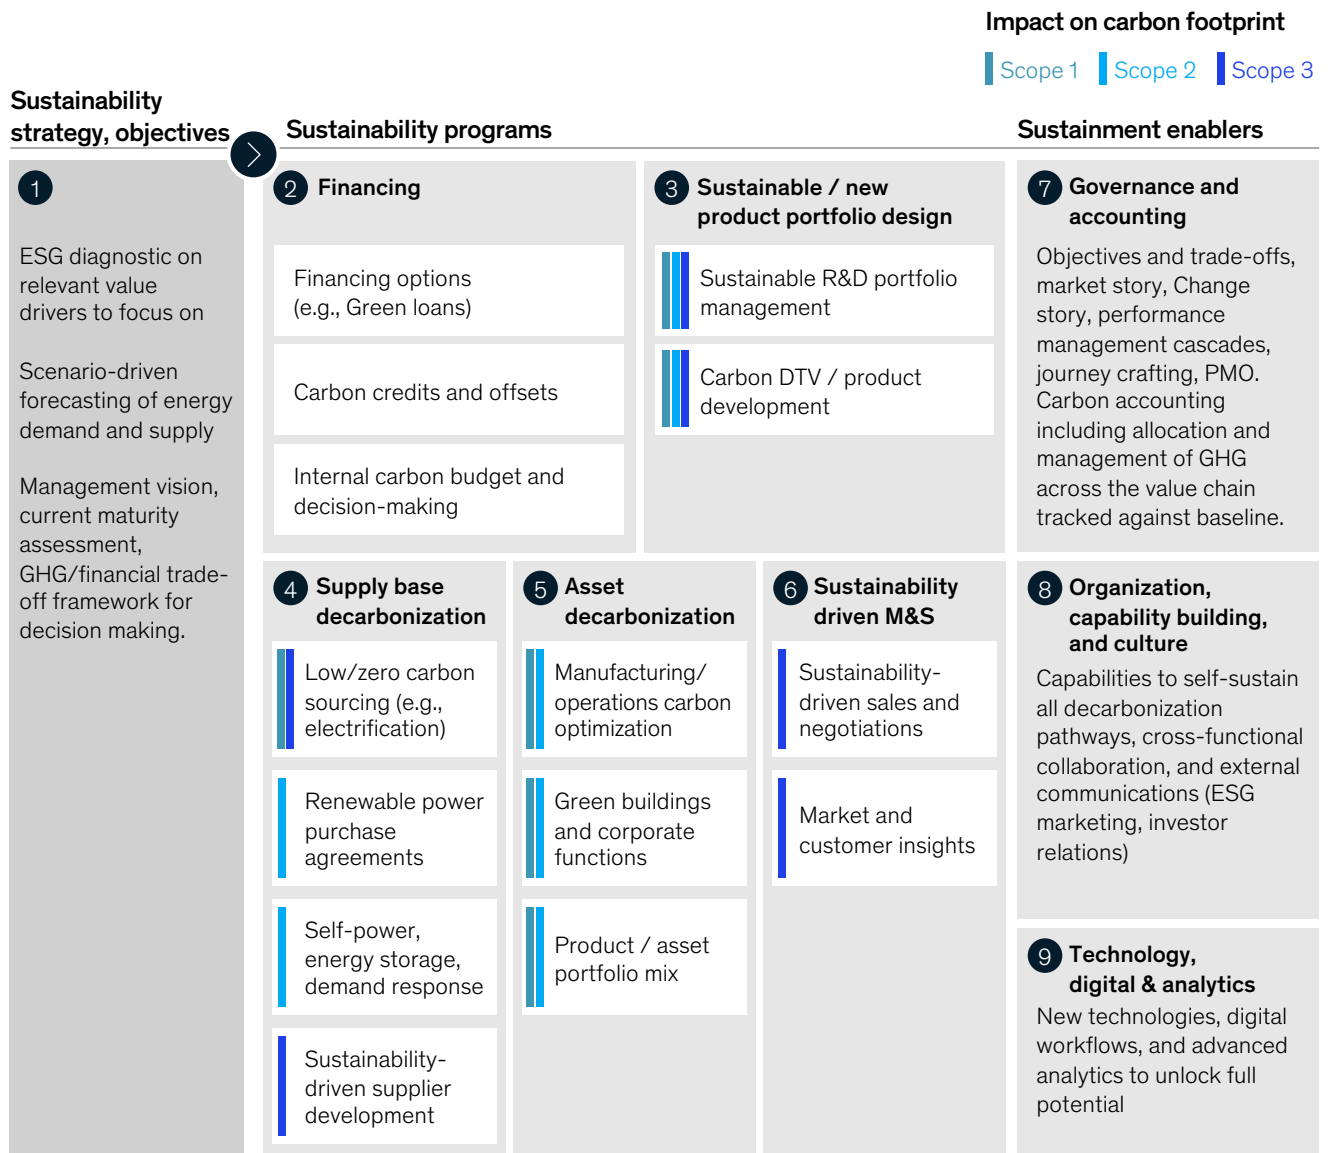 Impact on carbon footprint
Scope 1
Scope 2
Scope 3
Sustainability
strategy, objectives
Sustainability programs
Sustainment enablers
1
ESG diagnostic on
relevant value
drivers to focus on
Scenario-driven
forecasting of energy
demand and supply
Management vision,
current maturity
assessment,
GHG/financial trade-
off framework for
decision making.
2 Financing
Financing options
(e.g., Green loans)
Carbon credits and offsets
Internal carbon budget and
decision-making
3 Sustainable / new
product portfolio design
Sustainable R&D portfolio
management
Carbon DTV / product
development
4 Supply base
decarbonization
Low/zero carbon
sourcing (e.g.,
electrification)
Renewable power
purchase
agreements
Self-power,
energy storage,
demand response
Sustainability-
driven supplier
development
5 Asset
decarbonization
Manufacturing/
operations carbon
optimization
Green buildings
and corporate
functions
Product / asset
portfolio mix
6 Sustainability
driven M&S
Sustainability-
driven sales and
negotiations
Market and
customer insights
7 Governance and
accounting
Objectives and trade-offs,
market story, Change
story, performance
management cascades,
journey crafting, PMO.
Carbon accounting
including allocation and
management of GHG
across the value chain
tracked against baseline.
8 Organization,
capability building,
and culture
Capabilities to self-sustain
all decarbonization
pathways, cross-functional
collaboration, and external
communications (ESG
marketing, investor
relations)
9 Technology,
digital & analytics
New technologies, digital
workflows, and advanced
analytics to unlock full
potential